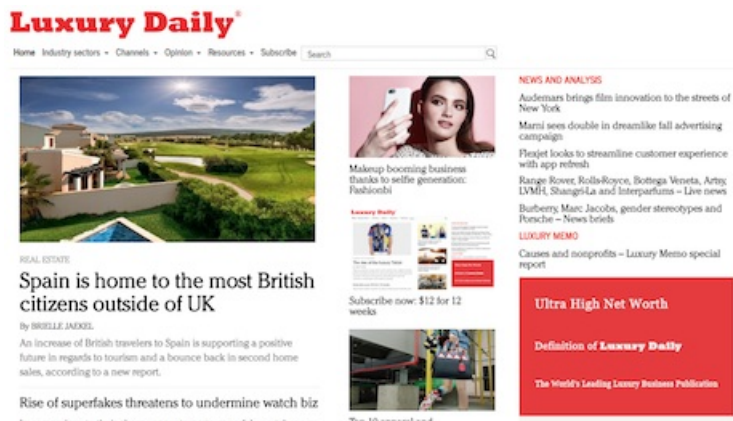 Luxury Daily®
Home Industry sectors Channels Opinion Resources Subscribe Search
REAL ESTATE
Spain is home to the most British
citizens outside of UK
By BRIELLE JAEKEL
An increase of British travelers to Spain is supporting a positive
future in regards to tourism and a bounce back in second home
sales, according to a new report.
Rise of superfakes threatens to undermine watch biz
Makeup booming business
thanks to selfie generation:
Fashionbi
Luxury Daily
Subscribe now: $12 for 12
weeks
NEWS AND ANALYSIS
Audemars brings film innovation to the streets of
New York
Marni sees double in dreamlike fall advertising
campaign
Flexjet looks to streamline customer experience
with app refresh
Range Rover, Rolls-Royce, Bottega Veneta, Artsy,
LVMH, Shangri-La and Interparfums – Live news
Burberry, Marc Jacobs, gender stereotypes and
Porsche – News briefs
LUXURY MEMO
Causes and nonprofits – Luxury Memo special
report
Ultra High Net Worth
Definition of Luxury Daily
The World's Leading Luxury Business Publication